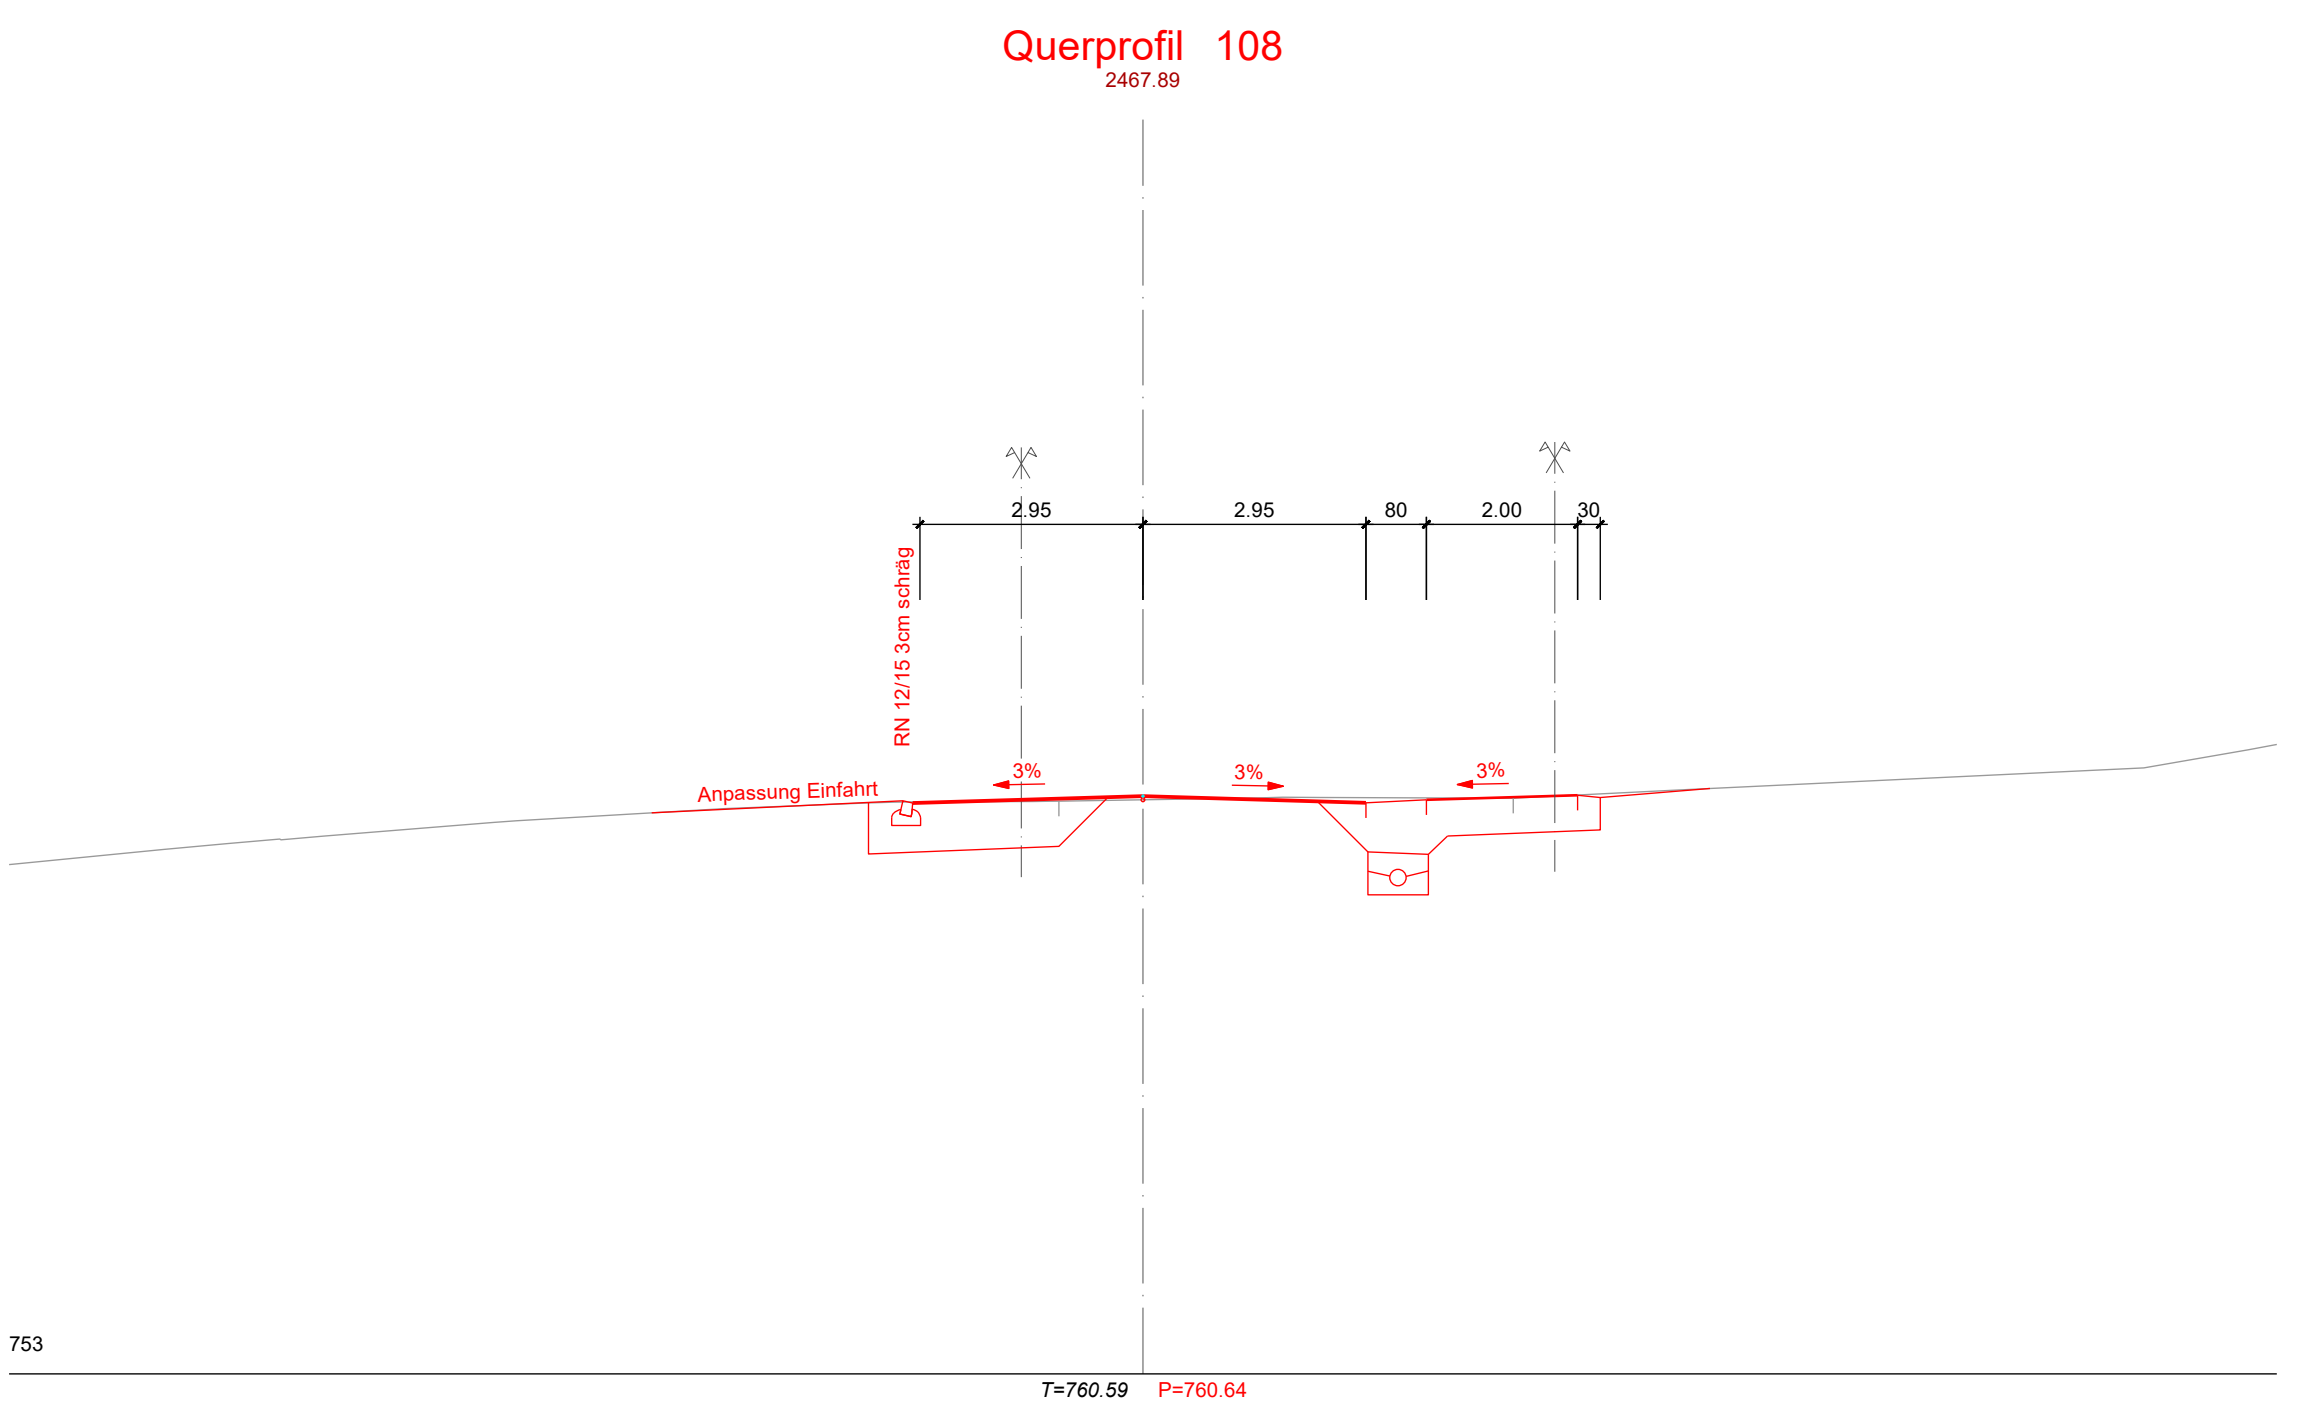 Querprofil 108
2467.89
2.95 2.95 80 2.00 30
RN 12/15 3cm schräg
3% 3% 3%
Anpassung Einfahrt
753
T=760.59 P=760.64